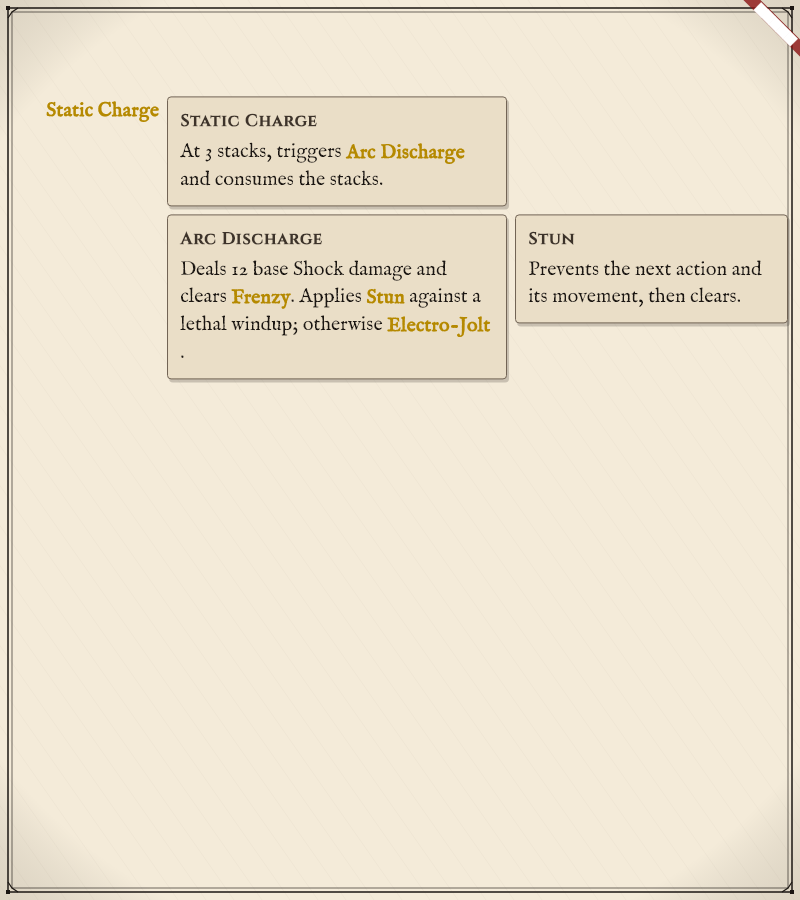 Static Charge
STATIC CHARGE
At 3 stacks, triggers Arc Discharge
and consumes the stacks.
ARC DISCHARGE
Deals 12 base Shock damage and
clears Frenzy. Applies Stun against a
lethal windup; otherwise Electro-Jolt
.
STUN
Prevents the next action and
its movement, then clears.